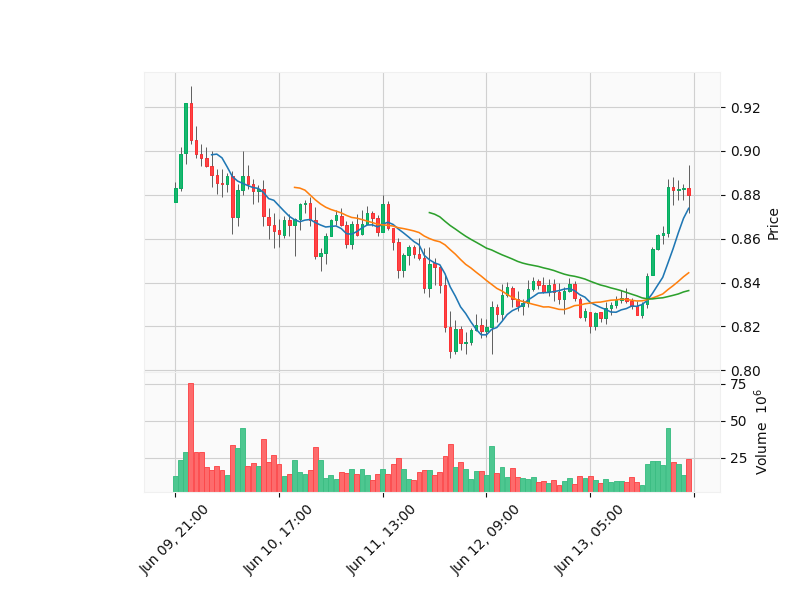 0.92
0.90
0.88
0.86
0.84
0.82
0.80
Price
75
50
25
Volume 10^6
Jun 09, 21:00
Jun 10, 17:00
Jun 11, 13:00
Jun 12, 09:00
Jun 13, 05:00